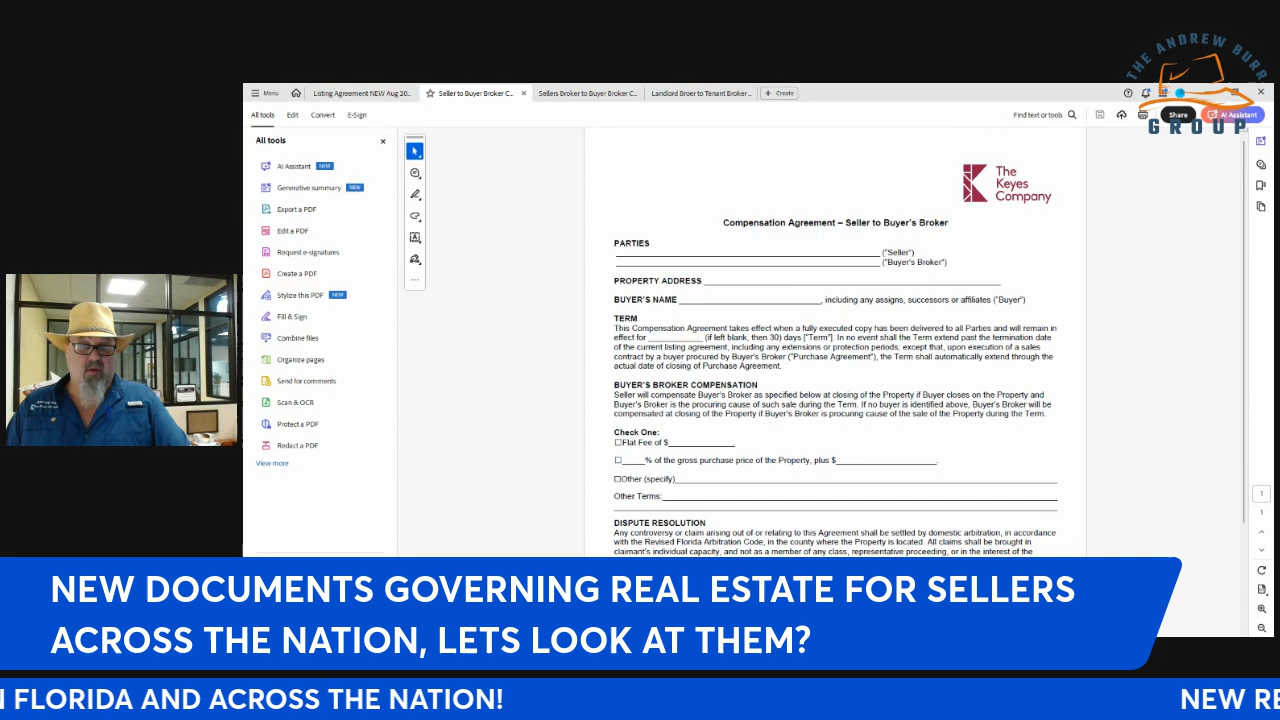 THE ANDREW BURR
GROUP
Menu
Listing Agreement NEW Aug 20...
Seller to Buyer Broker C...
Sellers Broker to Buyer Broker C...
Landlord Broer to Tenant Broker ...
Create
All tools
Edit
Convert
E-Sign
Find text or tools
Share
AI Assistant
All tools
AI Assistant NEW
Generative summary NEW
Export a PDF
Edit a PDF
Request e-signatures
Create a PDF
Stylize this PDF NEW
Fill & Sign
Combine files
Organize pages
Send for comments
Scan & OCR
Protect a PDF
Redact a PDF
View more
The
Keyes
Company
Compensation Agreement – Seller to Buyer's Broker
PARTIES
("Seller")
("Buyer's Broker")
PROPERTY ADDRESS
BUYER'S NAME , including any assigns, successors or affiliates ("Buyer")
TERM
This Compensation Agreement takes effect when a fully executed copy has been delivered to all Parties and will remain in
effect for (if left blank, then 30) days ["Term"]. In no event shall the Term extend past the termination date
of the current listing agreement, including any extensions or protection periods; except that, upon execution of a sales
contract by a buyer procured by Buyer's Broker ("Purchase Agreement"), the Term shall automatically extend through the
actual date of closing of Purchase Agreement.
BUYER'S BROKER COMPENSATION
Seller will compensate Buyer's Broker as specified below at closing of the Property if Buyer closes on the Property and
Buyer's Broker is the procuring cause of such sale during the Term. If no buyer is identified above, Buyer's Broker will be
compensated at closing of the Property if Buyer's Broker is procuring cause of the sale of the Property during the Term.
Check One:
☐Flat Fee of $
☐ % of the gross purchase price of the Property, plus $ .
☐Other (specify)
Other Terms:
DISPUTE RESOLUTION
Any controversy or claim arising out of or relating to this Agreement shall be settled by domestic arbitration, in accordance
with the Revised Florida Arbitration Code, in the county where the Property is located. All claims shall be brought in
claimant's individual capacity, and not as a member of any class, representative proceeding, or in the interest of the
1
1
NEW DOCUMENTS GOVERNING REAL ESTATE FOR SELLERS
ACROSS THE NATION, LETS LOOK AT THEM?
N FLORIDA AND ACROSS THE NATION!
NEW RE